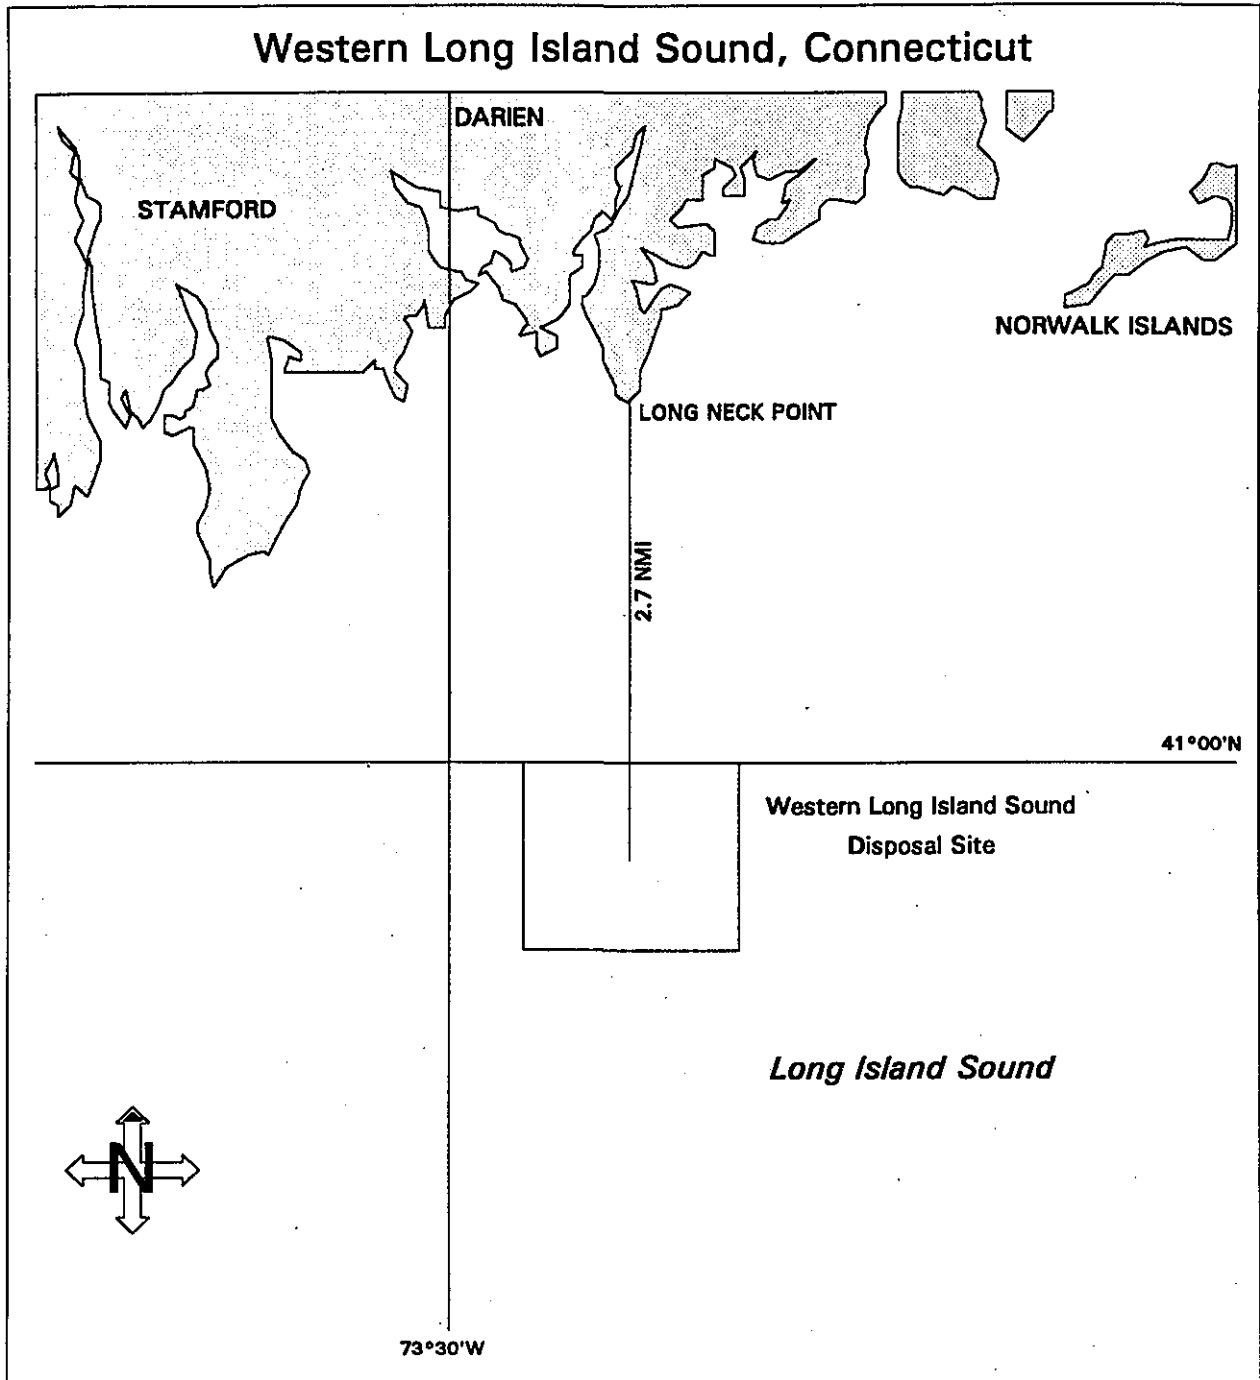 Western Long Island Sound, Connecticut
DARIEN
STAMFORD
NORWALK ISLANDS
LONG NECK POINT
2.7 NMI
41°00'N
Western Long Island Sound
Disposal Site
Long Island Sound
N
73°30'W